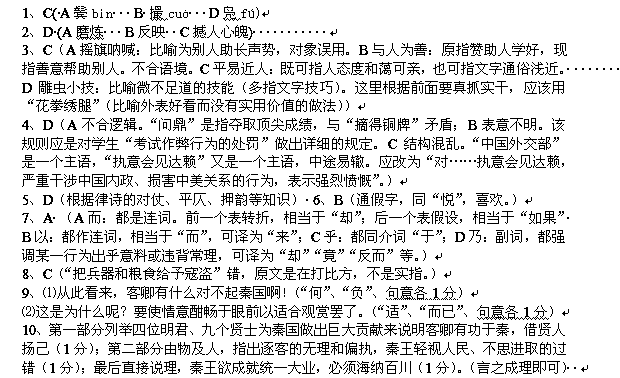 1、C(·A鬓 bìn···B·撮 cuō···D凫 fú)
2、D·(A磨炼···B反映··C撼人心魄)···········
3、C（A摇旗呐喊：比喻为别人助长声势，对象误用。B与人为善：原指赞助人学好，现
指善意帮助别人。不合语境。C平易近人：既可指人态度和蔼可亲，也可指文字通俗浅近。·········
D 雕虫小技：比喻微不足道的技能（多指文字技巧）。这里根据前面要真抓实干，应该用
“花拳绣腿”（比喻外表好看而没有实用价值的做法））
4、D（A不合逻辑。“问鼎”是指夺取顶尖成绩，与“摘得铜牌”矛盾；B表意不明。该
规则应是对学生“考试作弊行为的处罚”做出详细的规定。C 结构混乱。“中国外交部”
是一个主语，“执意会见达赖”又是一个主语，中途易辙。应改为“对……执意会见达赖，
严重干涉中国内政、损害中美关系的行为，表示强烈愤慨”。）
5、D（根据律诗的对仗、平仄、押韵等知识）·6、B（通假字，同“悦”，喜欢。）
7、A·（A而：都是连词。前一个表转折，相当于“却”；后一个表假设，相当于“如果”·
B以：都作连词，相当于“而”，可译为“来”；C乎：都同介词“于”；D乃：副词，都强
调某一行为出乎意料或违背常理，可译为“却”“竟”“反而”等。）
8、C（“把兵器和粮食给予寇盗”错，原文是在打比方，不是实指。）
9、⑴从此看来，客卿有什么对不起秦国啊!（“何”、“负”、句意各1分）
⑵这是为什么呢？要使情意酣畅于眼前以适合观赏罢了。（“适”、“而已”、句意各1分）
10、第一部分列举四位明君、九个贤士为秦国做出巨大贡献来说明客卿有功于秦，借贤人
扬己（1分）；第二部分由物及人，指出逐客的无理和偏执，秦王轻视人民、不思进取的过
错（1分）；最后直接说理，秦王欲成就统一大业，必须海纳百川（1分）。（言之成理即可）··